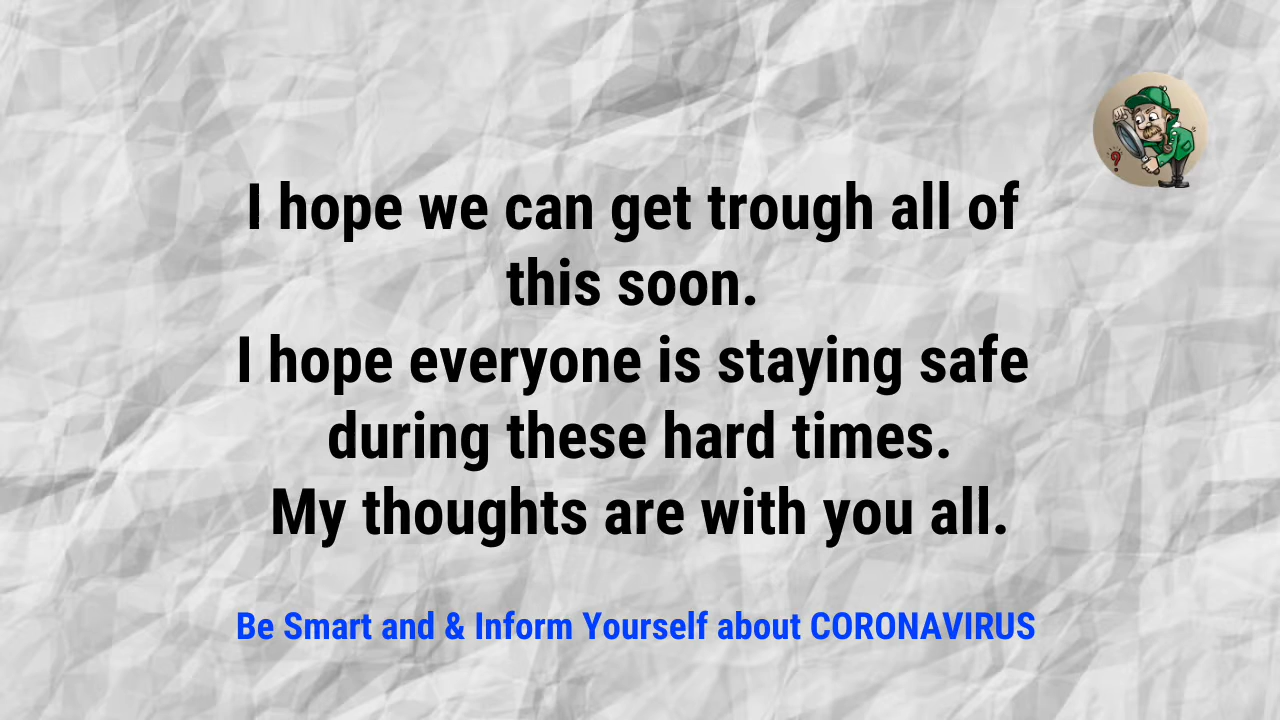 I hope we can get trough all of
this soon.
I hope everyone is staying safe
during these hard times.
My thoughts are with you all.
Be Smart and & Inform Yourself about CORONAVIRUS